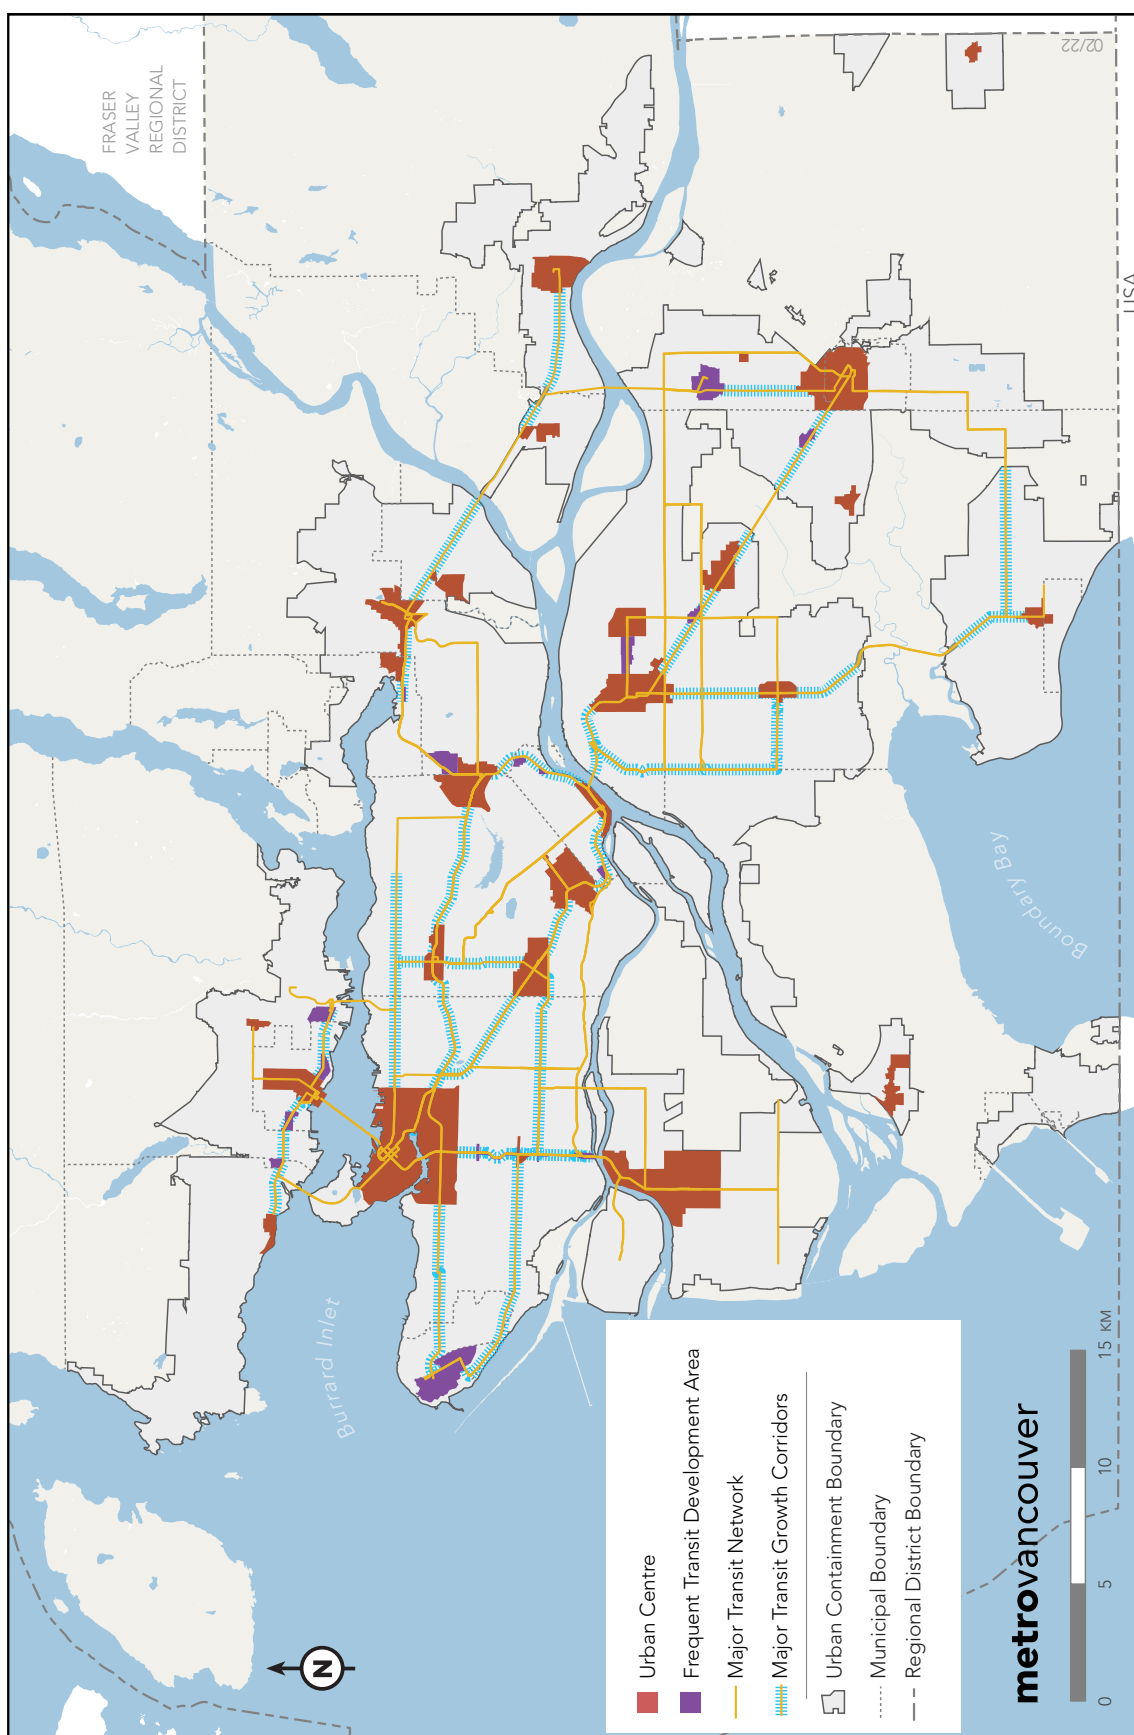 FRASER
VALLEY
REGIONAL
DISTRICT
02/22
USA
Burrard Inlet
Boundary Bay
N
Urban Centre
Frequent Transit Development Area
Major Transit Network
Major Transit Growth Corridors
Urban Containment Boundary
Municipal Boundary
Regional District Boundary
metrovancouver
0 5 10 15 KM